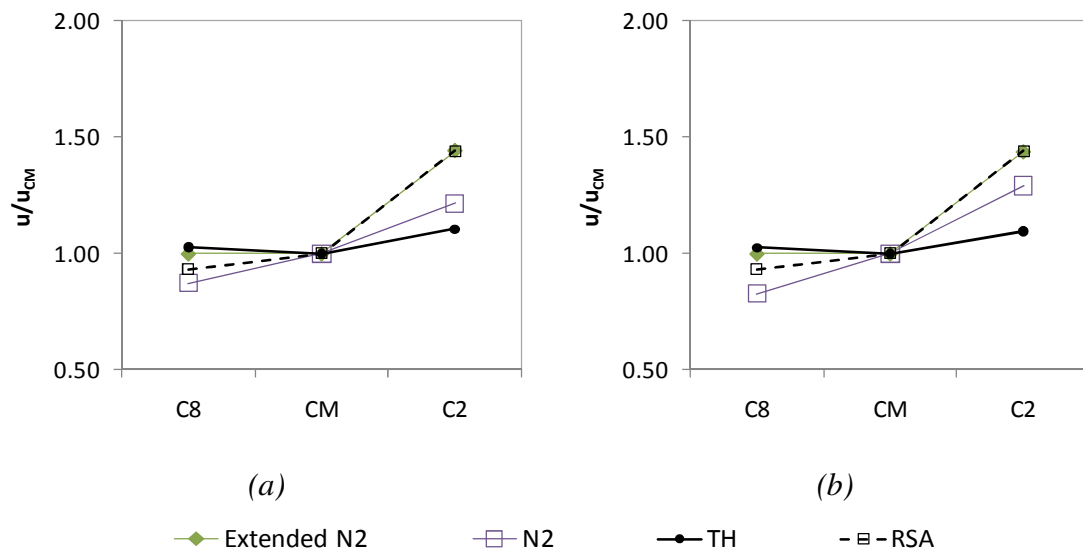 2.00
1.50
1.00
0.50
u/uCM
C8 CM C2
(a)
2.00
1.50
1.00
0.50
u/uCM
C8 CM C2
(b)
Extended N2 N2 TH RSA